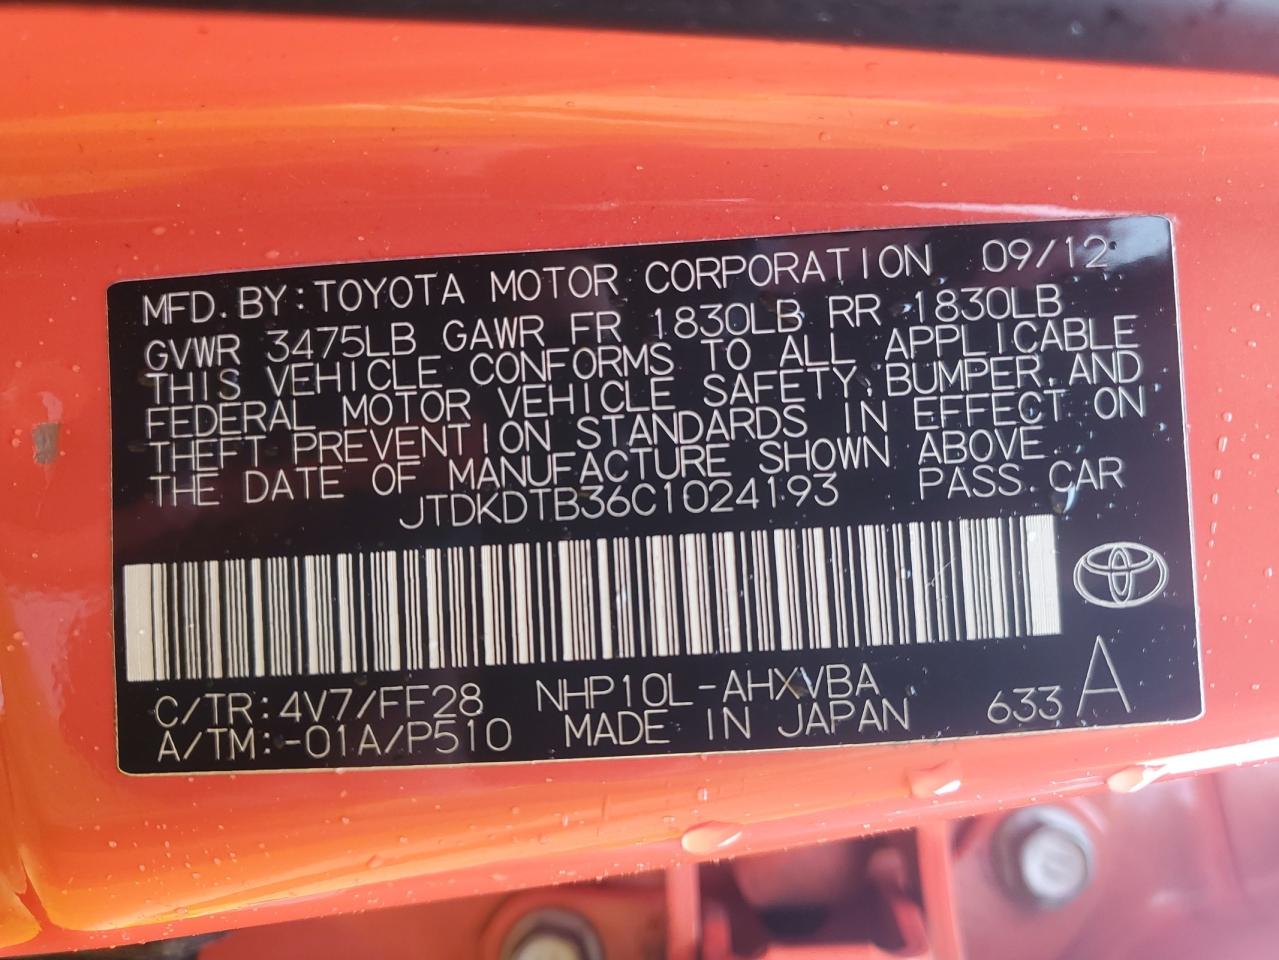 MFD.BY:TOYOTA MOTOR CORPORATION 09/12
GVWR 3475LB GAWR FR 1830LB RR 1830LB
THIS VEHICLE CONFORMS TO ALL APPLICABLE
FEDERAL MOTOR VEHICLE SAFETY,BUMPER,AND
THEFT PREVENTION STANDARDS IN EFFECT ON
THE DATE OF MANUFACTURE SHOWN ABOVE.
JTDKDTB36C1024193 PASS.CAR
C/TR:4V7/FF28 NHP10L-AHXVBA
A/TM:-01A/P510 MADE IN JAPAN 633 A